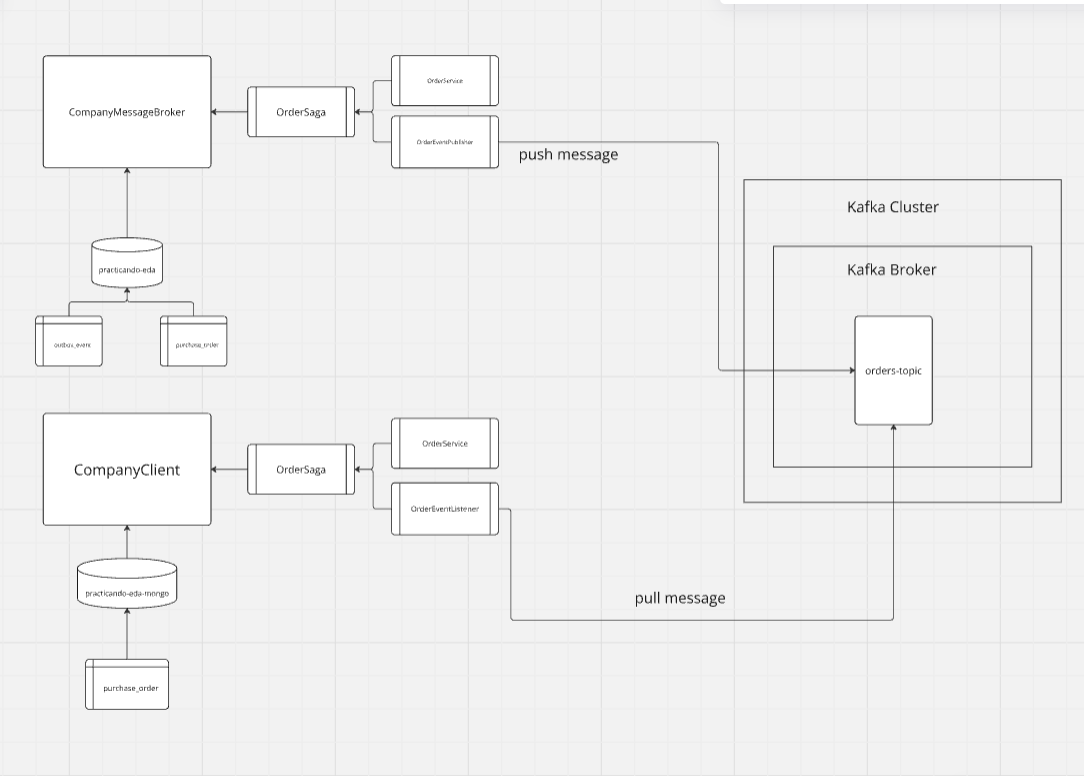 CompanyMessageBroker
OrderSaga
OrderService
OrderEventPublisher
push message
practicando-eda
outbox_event
purchase_order
Kafka Cluster
Kafka Broker
orders-topic
CompanyClient
OrderSaga
OrderService
OrderEventListener
practicando-eda-mongo
pull message
purchase_order